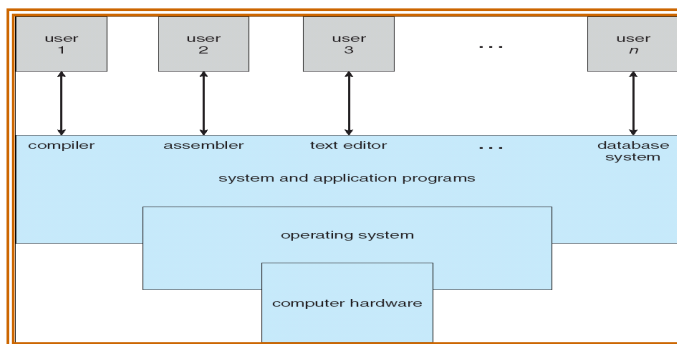 user
1
user
2
user
3
. . .
user
n
compiler
assembler
text editor
. . .
database
system
system and application programs
operating system
computer hardware